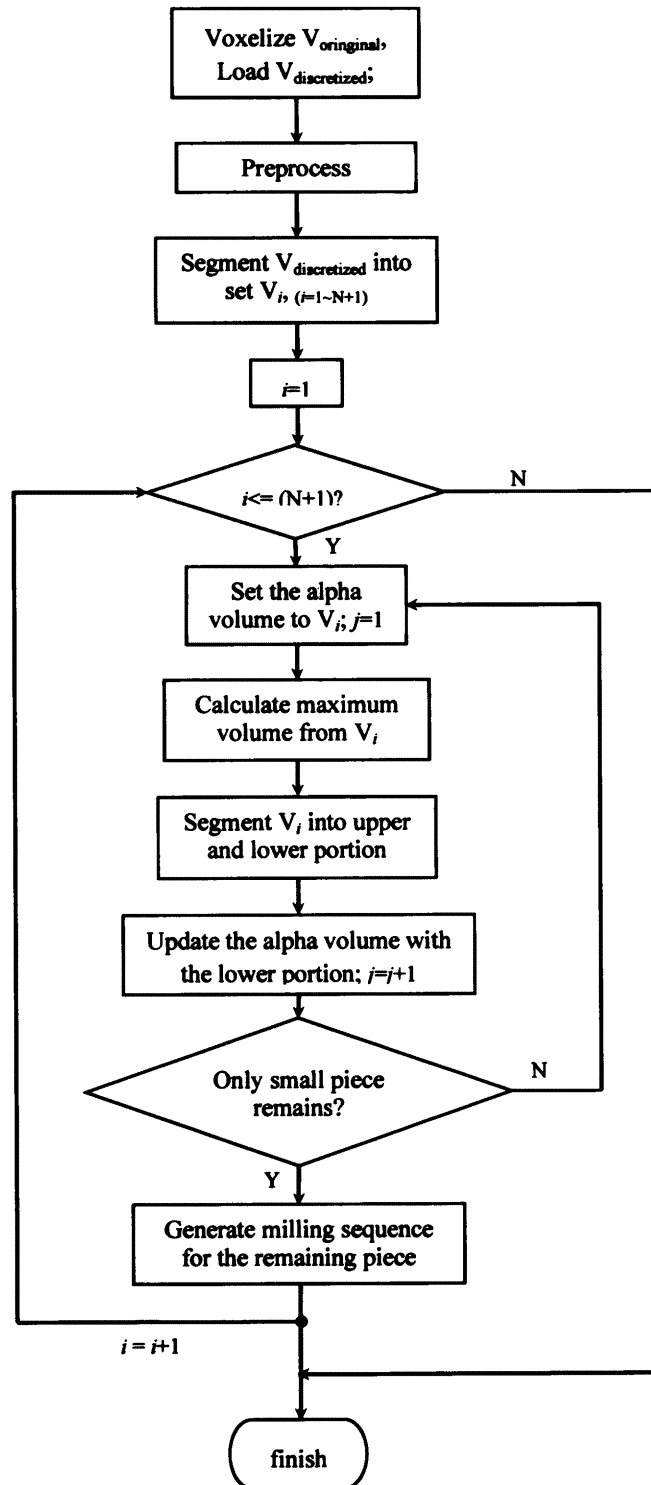 Voxelize V_oringinal,
Load V_discretized;
Preprocess
Segment V_discretized into
set V_i, (i=1~N+1)
i=1
i<= (N+1)?
N
Y
Set the alpha
volume to V_i; j=1
Calculate maximum
volume from V_i
Segment V_i into upper
and lower portion
Update the alpha volume with
the lower portion; j=j+1
Only small piece
remains?
N
Y
Generate milling sequence
for the remaining piece
i = i+1
finish